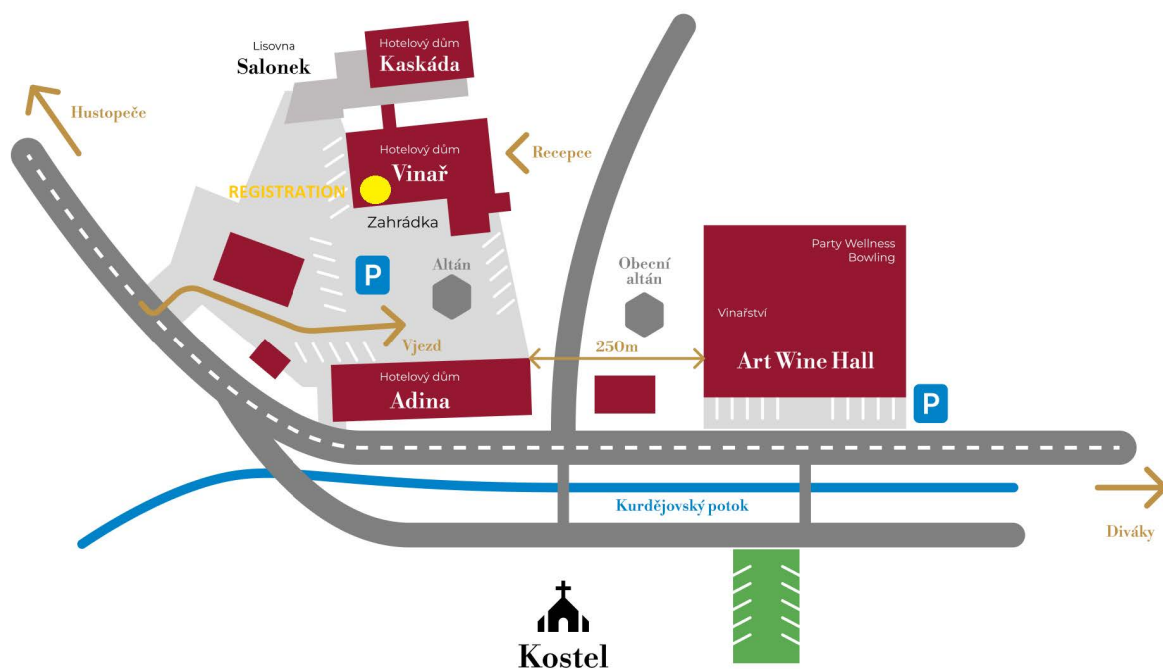 Hotelový dům
Kaskáda
Lisovna
Salonek
Hustopeče
Hotelový dům
Vinař
Recepce
REGISTRATION
Zahrádka
P
Altán
Obecní
altán
Party Wellness
Bowling
Vinařství
Vjezd
250m
Art Wine Hall
Hotelový dům
Adina
P
Kurdějovský potok
Diváky
Kostel